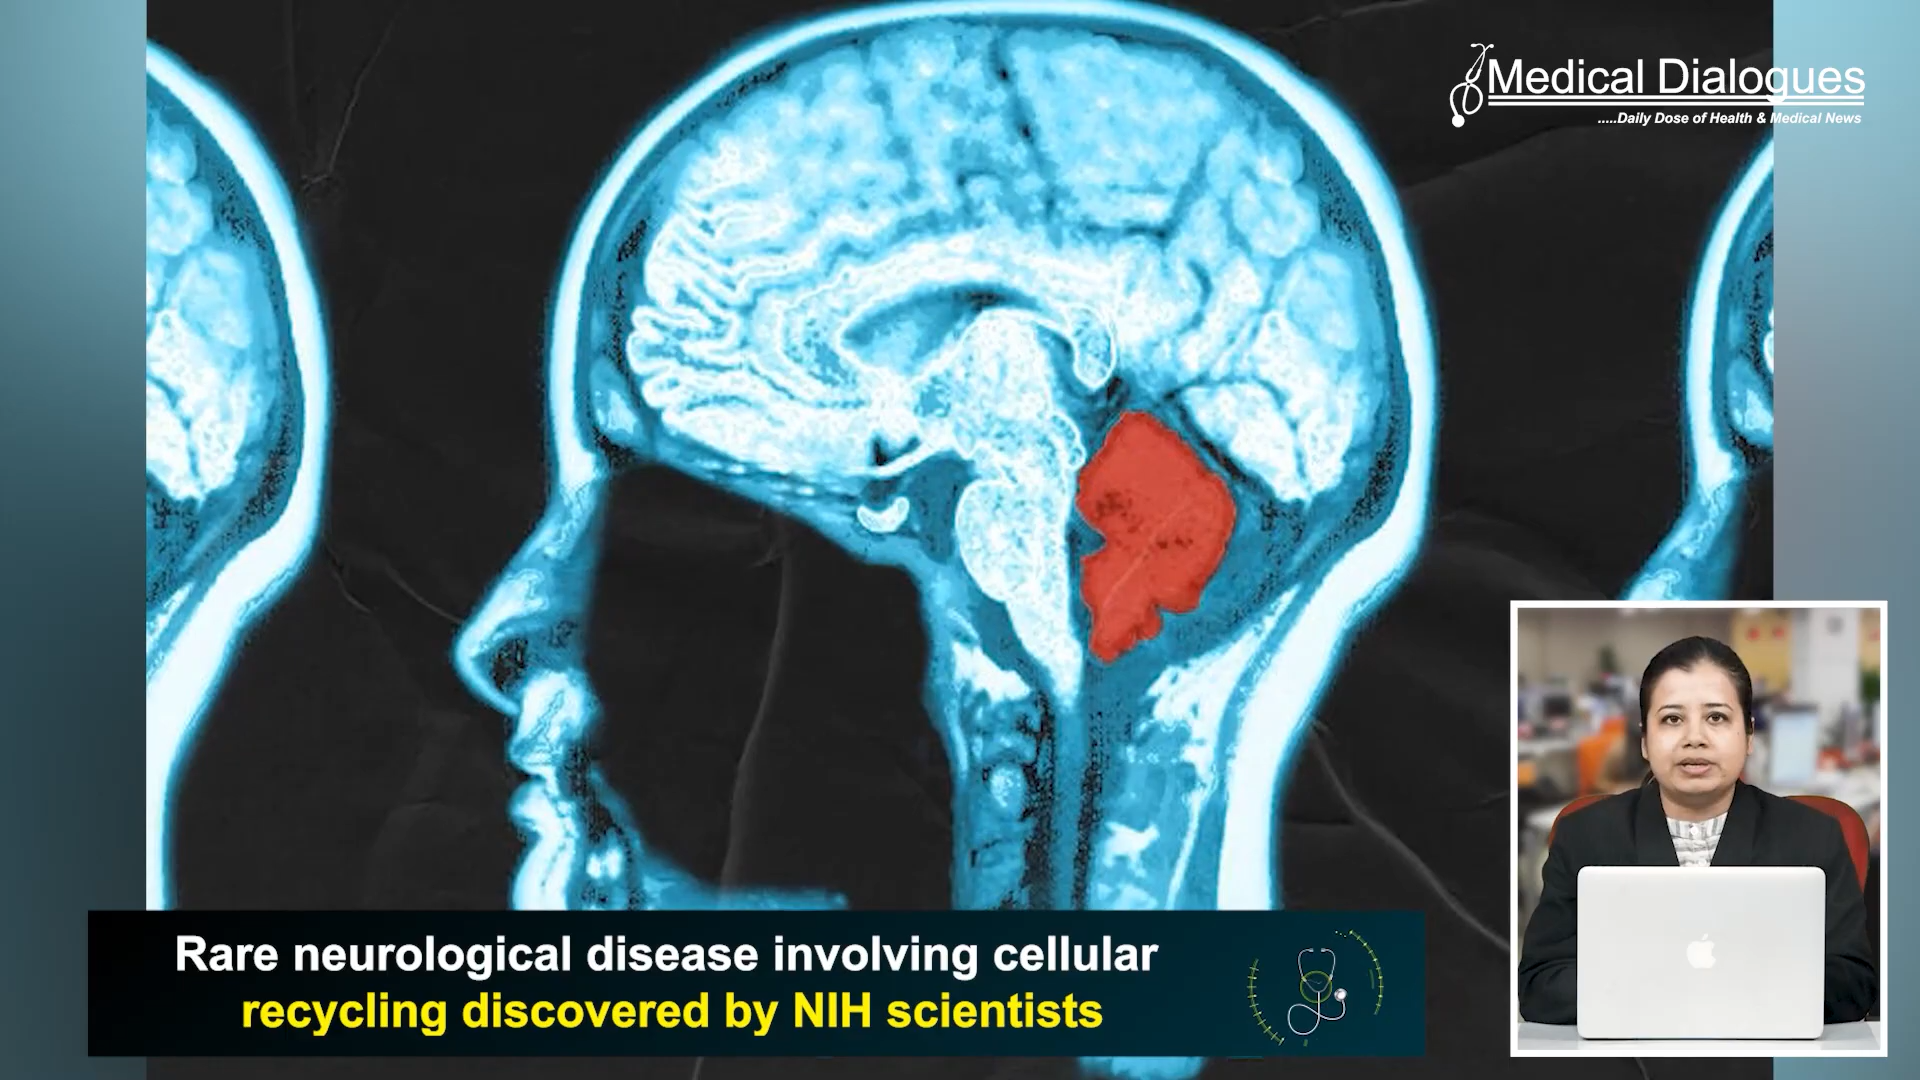 Medical Dialogues
.....Daily Dose of Health & Medical News
Rare neurological disease involving cellular
recycling discovered by NIH scientists